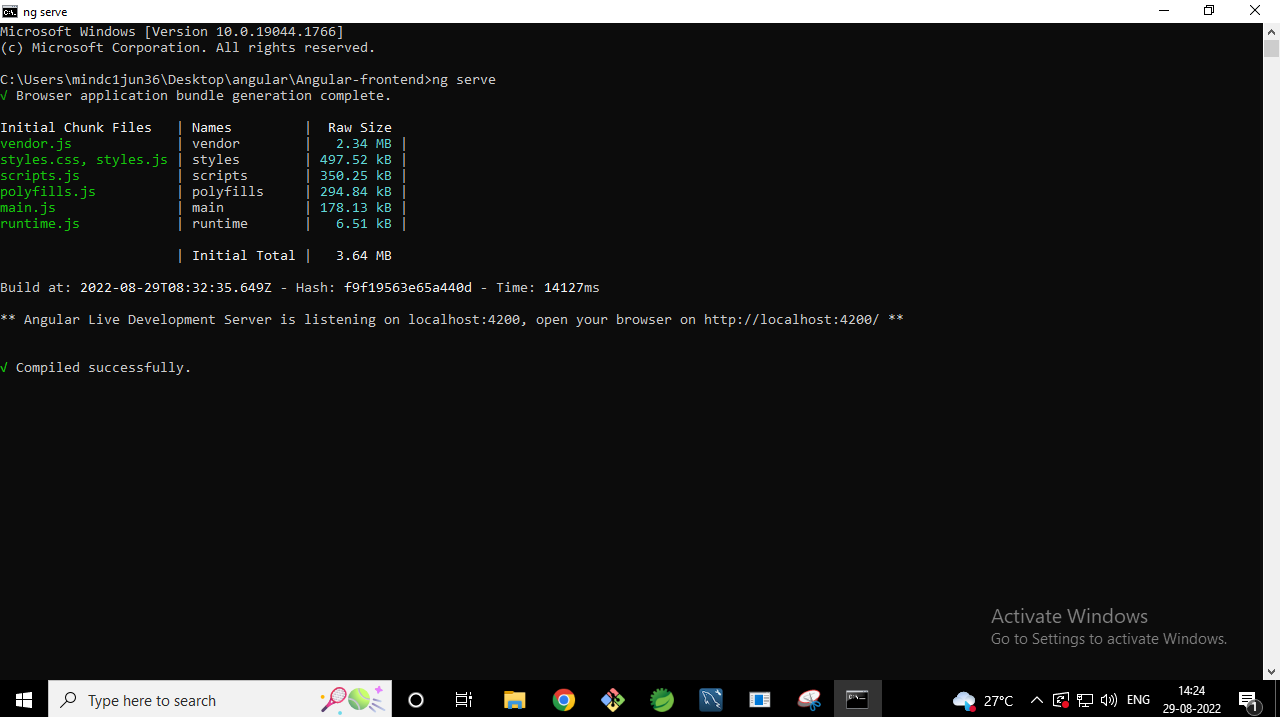 ng serve
Microsoft Windows [Version 10.0.19044.1766]
(c) Microsoft Corporation. All rights reserved.
C:\Users\mindc1jun36\Desktop\angular\Angular-frontend>ng serve
√ Browser application bundle generation complete.
Initial Chunk Files | Names | Raw Size
vendor.js | vendor | 2.34 MB |
styles.css, styles.js | styles | 497.52 kB |
scripts.js | scripts | 350.25 kB |
polyfills.js | polyfills | 294.84 kB |
main.js | main | 178.13 kB |
runtime.js | runtime | 6.51 kB |
| Initial Total | 3.64 MB
Build at: 2022-08-29T08:32:35.649Z - Hash: f9f19563e65a440d - Time: 14127ms
** Angular Live Development Server is listening on localhost:4200, open your browser on http://localhost:4200/ **
√ Compiled successfully.
Activate Windows
Go to Settings to activate Windows.
Type here to search
27°C
ENG
14:24
29-08-2022
1